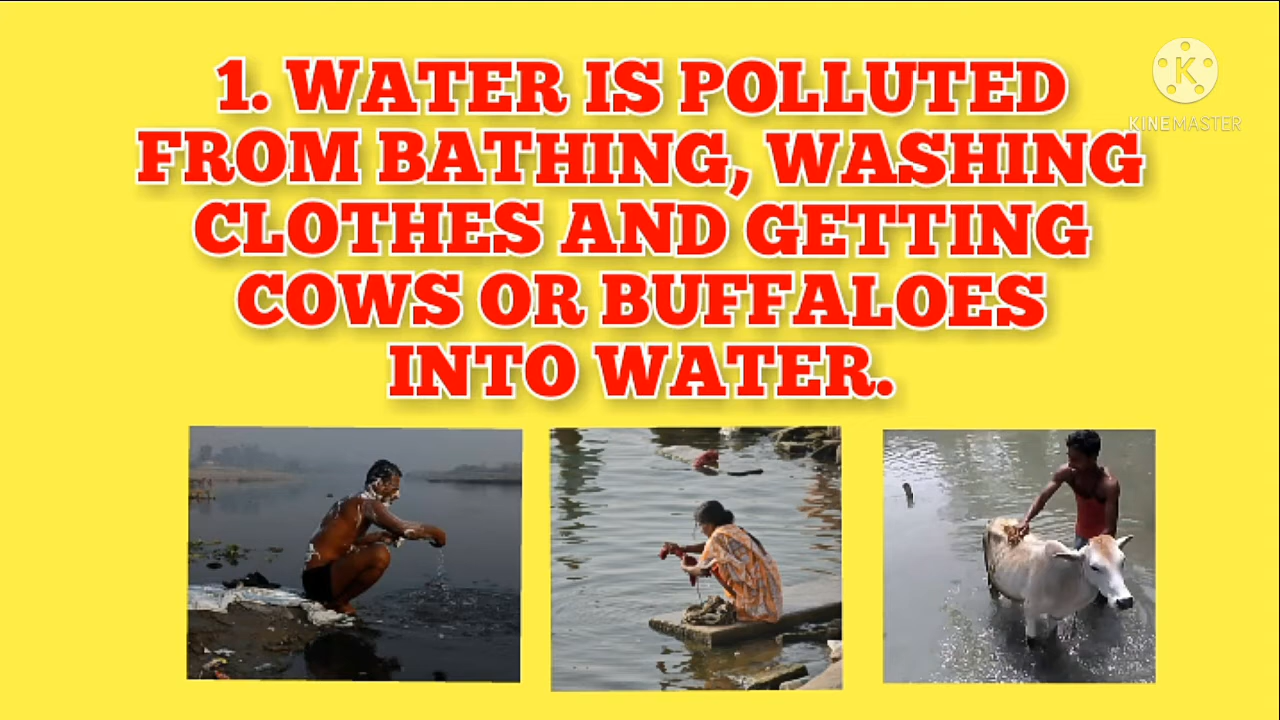 1. WATER IS POLLUTED
FROM BATHING, WASHING
CLOTHES AND GETTING
COWS OR BUFFALOES
INTO WATER.
K
KINEMASTER